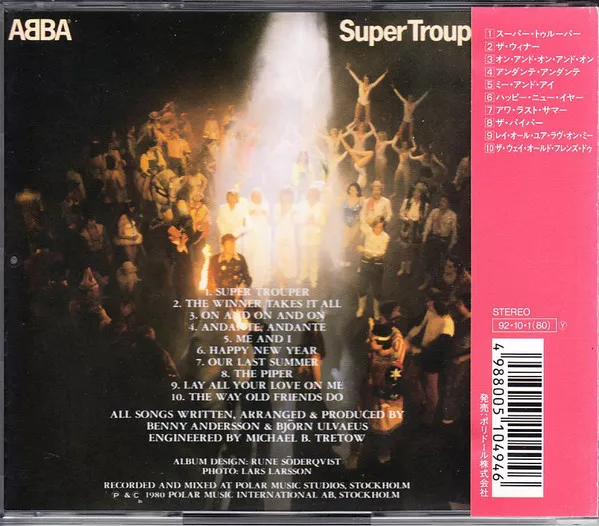 ABBA
Super Troup
1. SUPER TROUPER
2. THE WINNER TAKES IT ALL
3. ON AND ON AND ON
4. ANDANTE, ANDANTE
5. ME AND I
6. HAPPY NEW YEAR
7. OUR LAST SUMMER
8. THE PIPER
9. LAY ALL YOUR LOVE ON ME
10. THE WAY OLD FRIENDS DO
ALL SONGS WRITTEN, ARRANGED & PRODUCED BY
BENNY ANDERSSON & BJÖRN ULVAEUS
ENGINEERED BY MICHAEL B. TRETOW
ALBUM DESIGN: RUNE SÖDERQVIST
PHOTO: LARS LARSSON
RECORDED AND MIXED AT POLAR MUSIC STUDIOS, STOCKHOLM
P & C 1980 POLAR MUSIC INTERNATIONAL AB, STOCKHOLM
1 スーパー・トゥルーパー
2 ザ・ウィナー
3 オン・アンド・オン・アンド・オン
4 アンダンテ・アンダンテ
5 ミー・アンド・アイ
6 ハッピー・ニュー・イヤー
7 アワ・ラスト・サマー
8 ザ・パイパー
9 レイ・オール・ユア・ラヴ・オン・ミー
10 ザ・ウェイ・オールド・フレンズ・ドゥ
STEREO
92・10・1(80) Y
4 988005 104946
発売:ポリドール株式会社